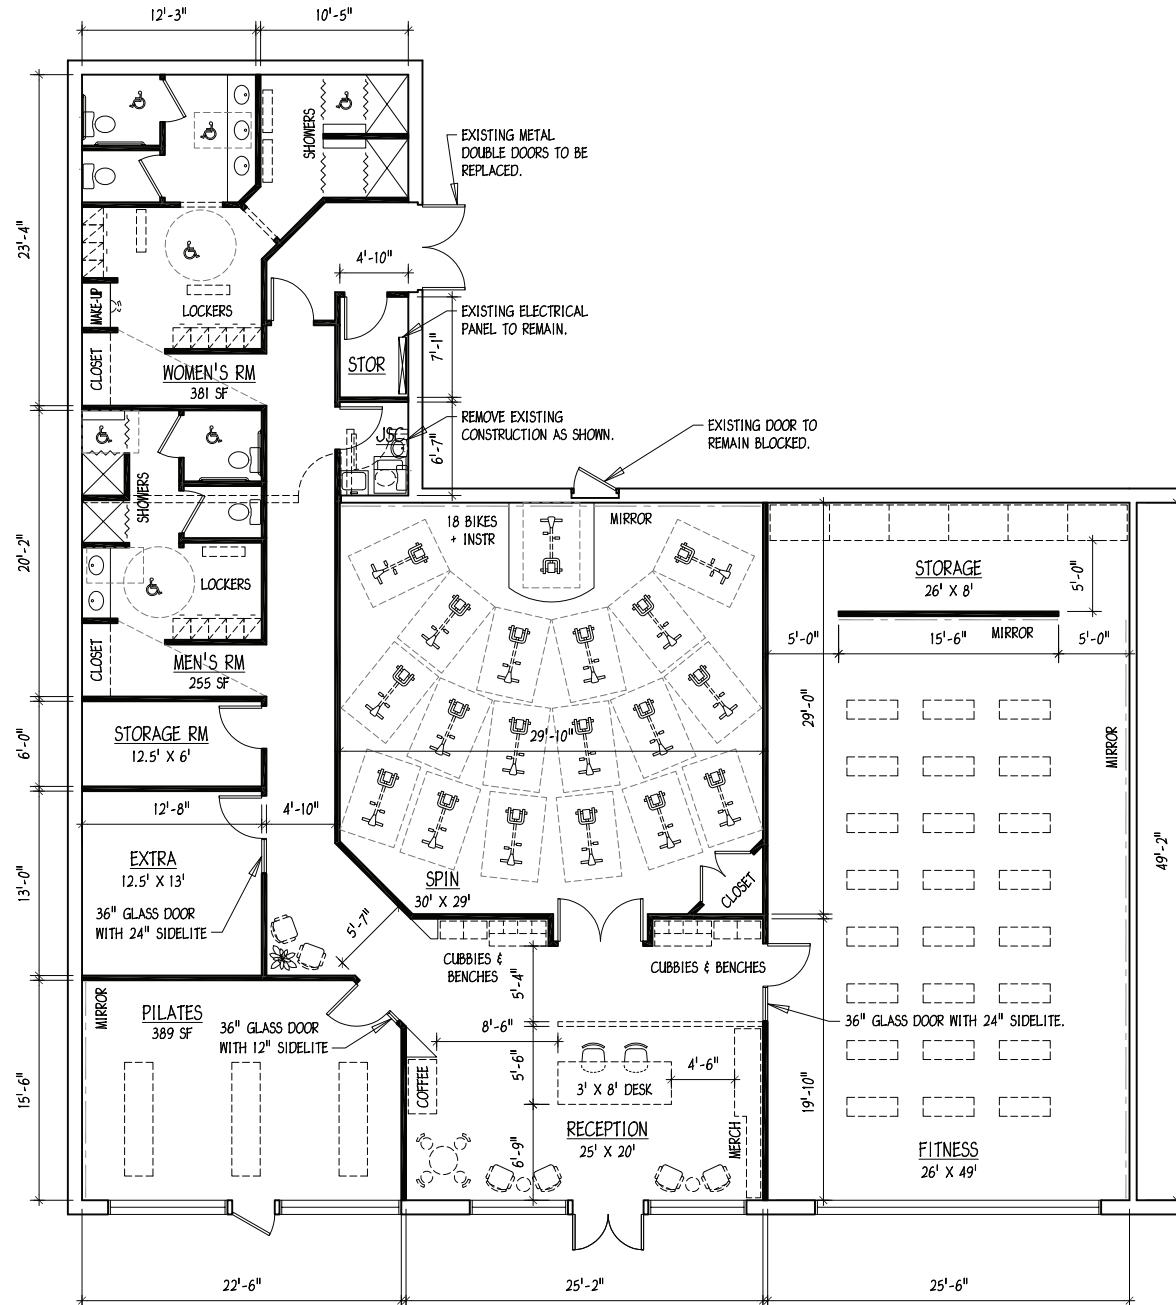 12'-3"
10'-5"
SHOWERS
EXISTING METAL
DOUBLE DOORS TO BE
REPLACED.
23'-4"
4'-10"
MAKE-UP
LOCKERS
EXISTING ELECTRICAL
PANEL TO REMAIN.
7'-1"
CLOSET
WOMEN'S RM
381 SF
STOR
REMOVE EXISTING
CONSTRUCTION AS SHOWN.
EXISTING DOOR TO
REMAIN BLOCKED.
6'-7"
SHOWERS
18 BIKES
+ INSTR
MIRROR
20'-2"
LOCKERS
STORAGE
26' X 8'
5'-0"
CLOSET
MEN'S RM
255 SF
5'-0"
15'-6"
MIRROR
5'-0"
29'-0"
6'-0"
STORAGE RM
12.5' X 6'
29'-10"
MIRROR
12'-8"
4'-10"
13'-0"
EXTRA
12.5' X 13'
49'-2"
SPIN
30' X 29'
CLOSET
36" GLASS DOOR
WITH 24" SIDELITE
5'-7"
CUBBIES &
BENCHES
CUBBIES & BENCHES
5'-4"
MIRROR
PILATES
389 SF
36" GLASS DOOR
WITH 12" SIDELITE
8'-6"
36" GLASS DOOR WITH 24" SIDELITE.
5'-6"
4'-6"
15'-6"
COFFEE
3' X 8' DESK
19'-10"
RECEPTION
25' X 20'
MERCH
6'-9"
FITNESS
26' X 49'
22'-6"
25'-2"
25'-6"